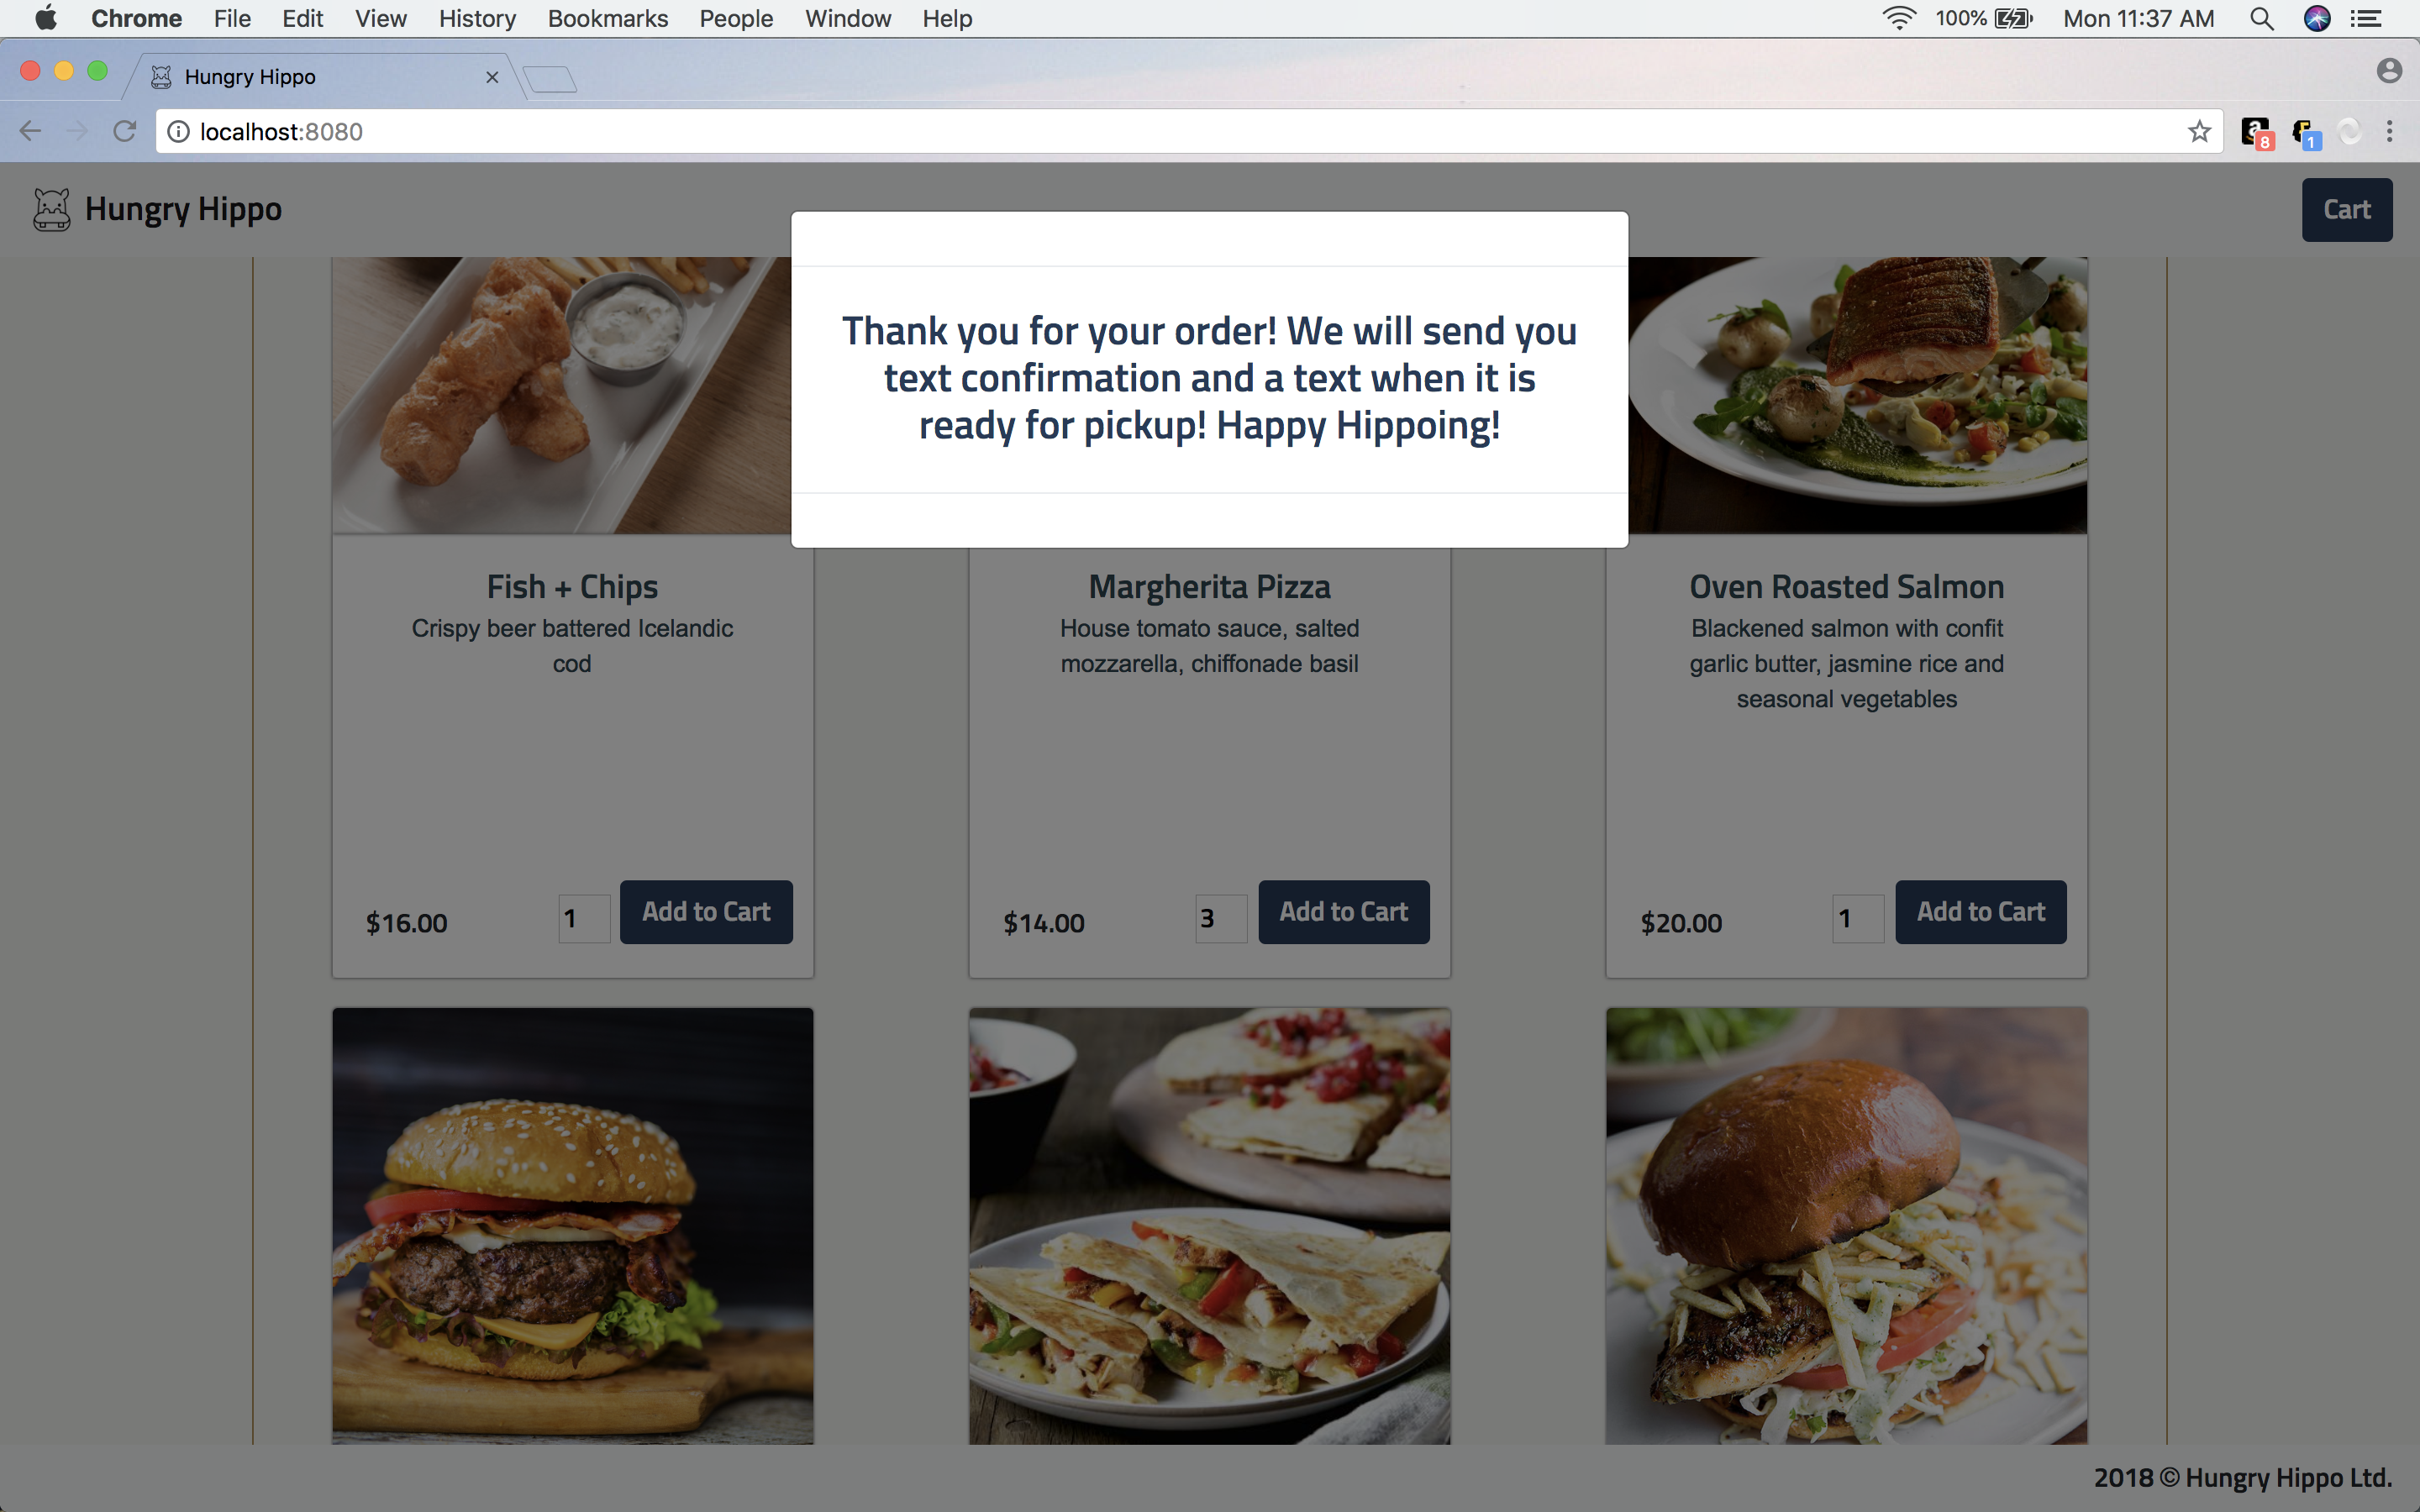 Chrome File Edit View History Bookmarks People Window Help 100% Mon 11:37 AM
Hungry Hippo
localhost:8080
a 8 F 1
Hungry Hippo
Cart
Thank you for your order! We will send you
text confirmation and a text when it is
ready for pickup! Happy Hippoing!
Fish + Chips
Crispy beer battered Icelandic
cod
$16.00 1 Add to Cart
Margherita Pizza
House tomato sauce, salted
mozzarella, chiffonade basil
$14.00 3 Add to Cart
Oven Roasted Salmon
Blackened salmon with confit
garlic butter, jasmine rice and
seasonal vegetables
$20.00 1 Add to Cart
2018 © Hungry Hippo Ltd.